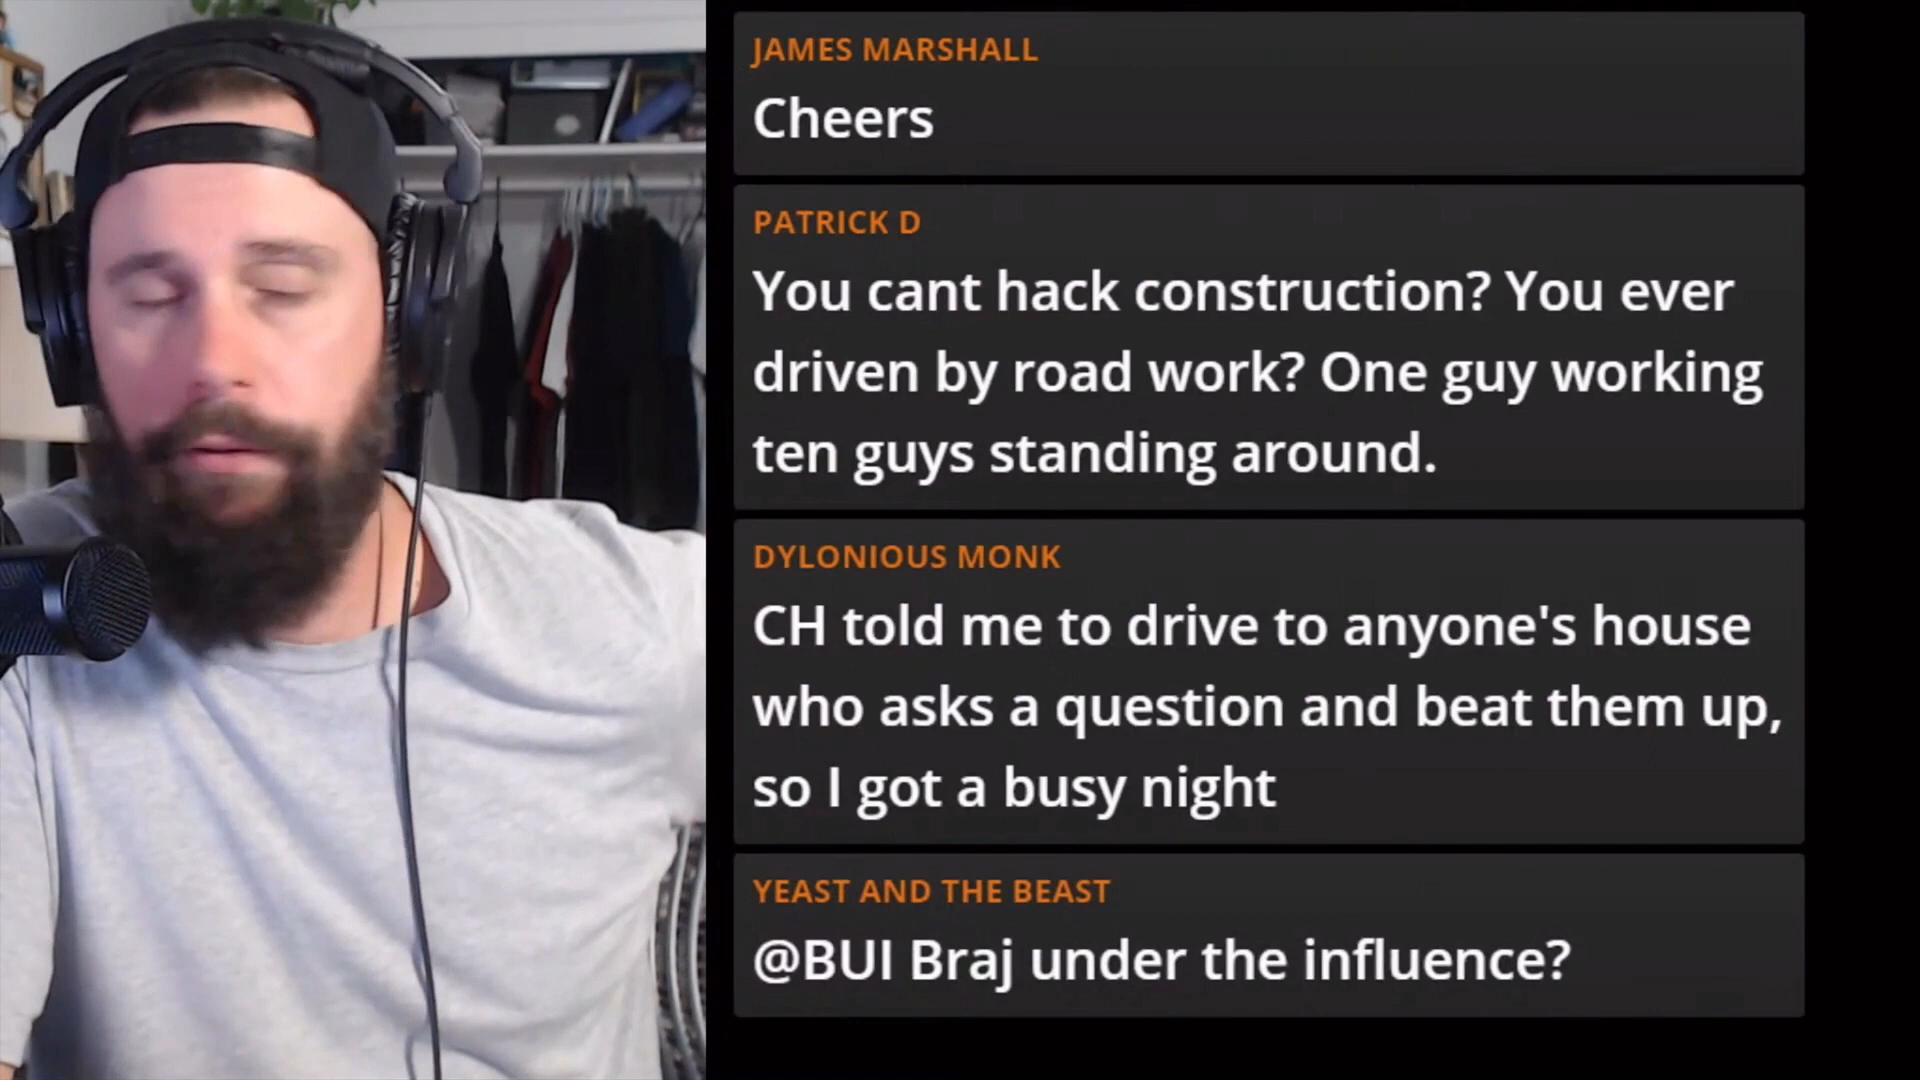 JAMES MARSHALL
Cheers
PATRICK D
You cant hack construction? You ever
driven by road work? One guy working
ten guys standing around.
DYLONIOUS MONK
CH told me to drive to anyone's house
who asks a question and beat them up,
so I got a busy night
YEAST AND THE BEAST
@BUI Braj under the influence?